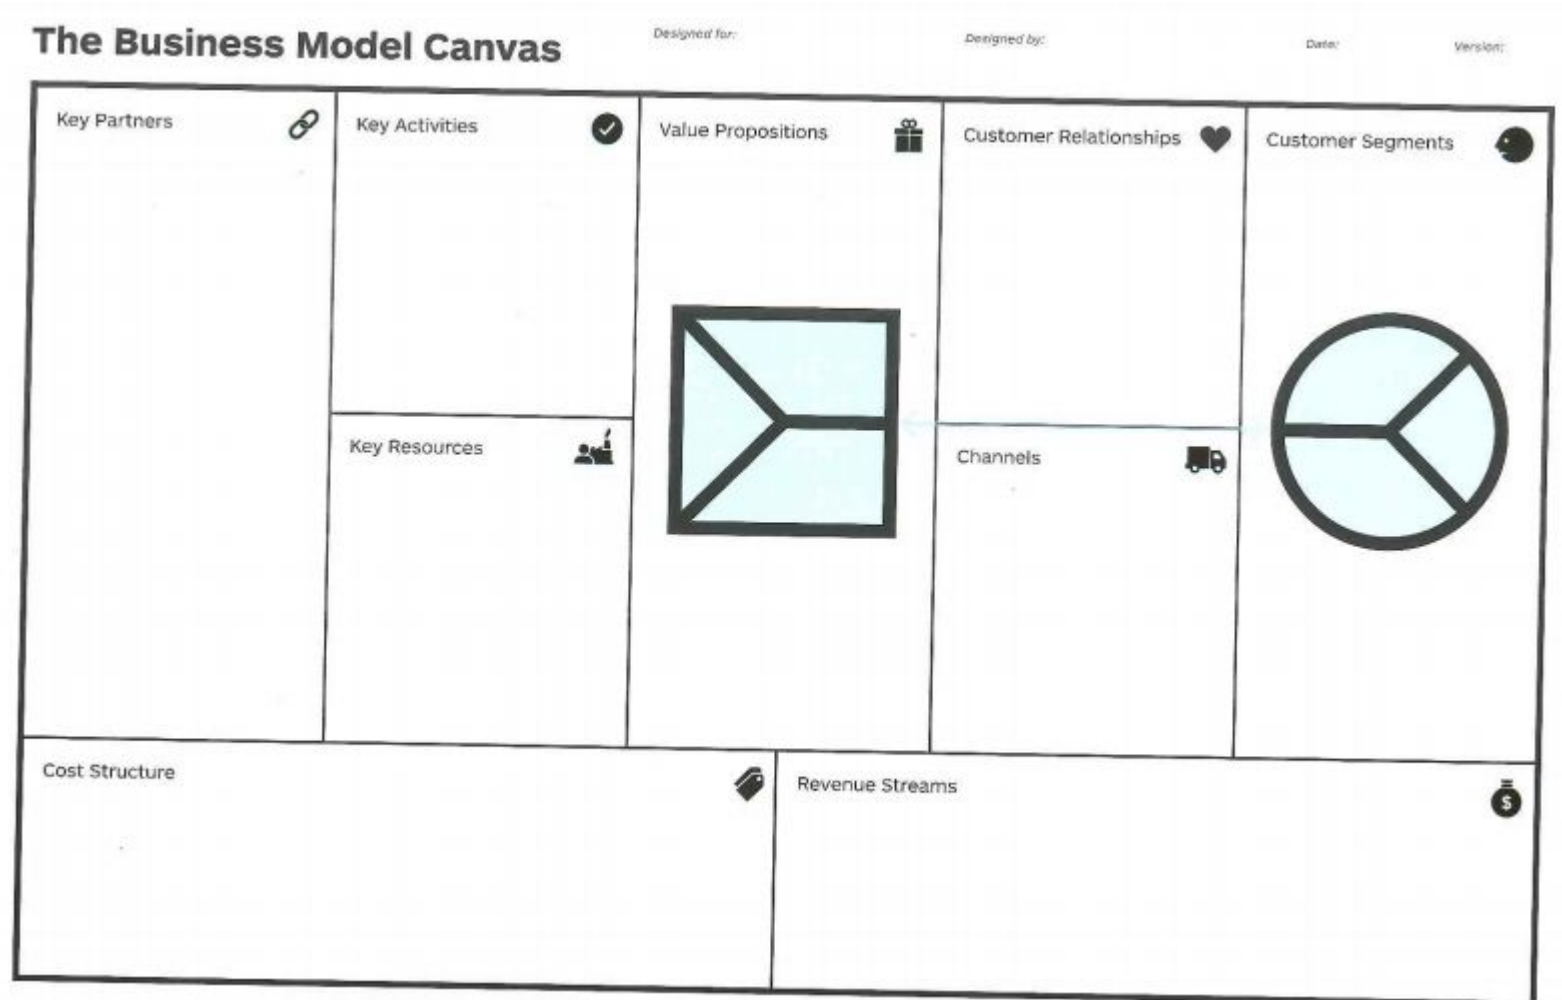 The Business Model Canvas
Designed for:
Designed by:
Date:
Version:
Key Partners
Key Activities
Value Propositions
Customer Relationships
Customer Segments
Key Resources
Channels
Cost Structure
Revenue Streams
$